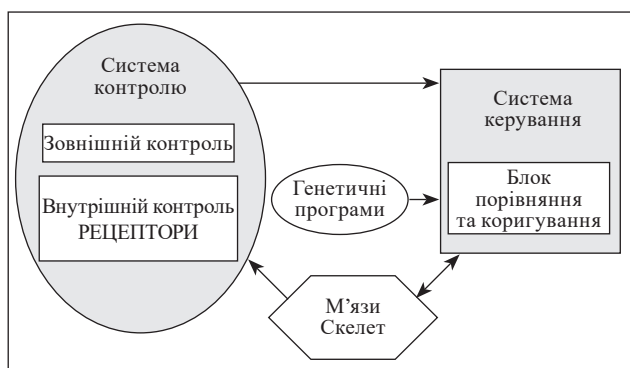 Система
контролю
Зовнішній контроль
Внутрішній контроль
РЕЦЕПТОРИ
Генетичні
програми
М’язи
Скелет
Система
керування
Блок
порівняння
та коригування